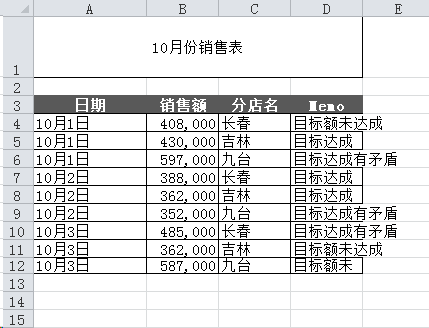 A B C D E
1 10月份销售表
2
3 日期 销售额 分店名 Memo
4 10月1日 408,000 长春 目标额未达成
5 10月1日 430,000 吉林 目标达成
6 10月1日 597,000 九台 目标达成有矛盾
7 10月2日 388,000 长春 目标达成
8 10月2日 362,000 吉林 目标达成
9 10月2日 352,000 九台 目标达成有矛盾
10 10月3日 485,000 长春 目标达成有矛盾
11 10月3日 362,000 吉林 目标额未达成
12 10月3日 587,000 九台 目标额未
13
14
15